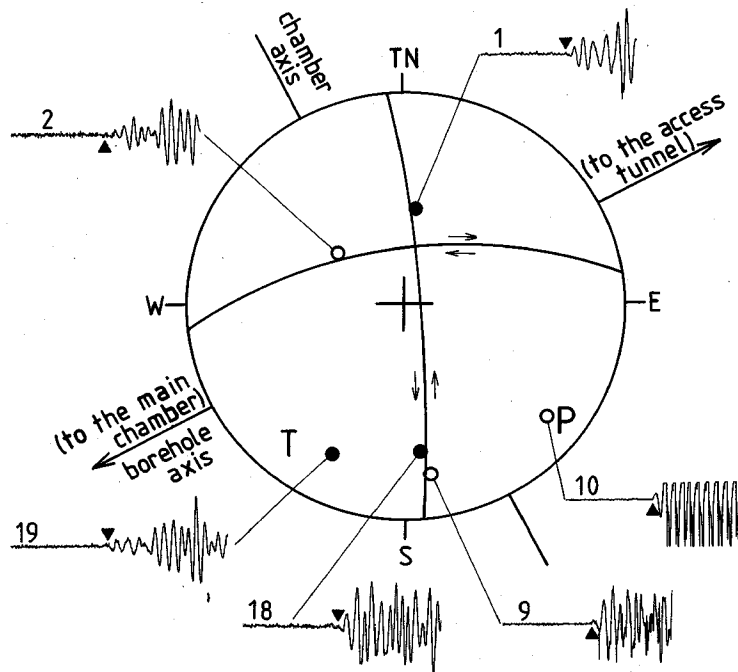 chamber
axis
TN
1
2
(to the access
tunnel)
W
E
(to the main
chamber)
borehole
axis
T
P
10
19
S
18
9